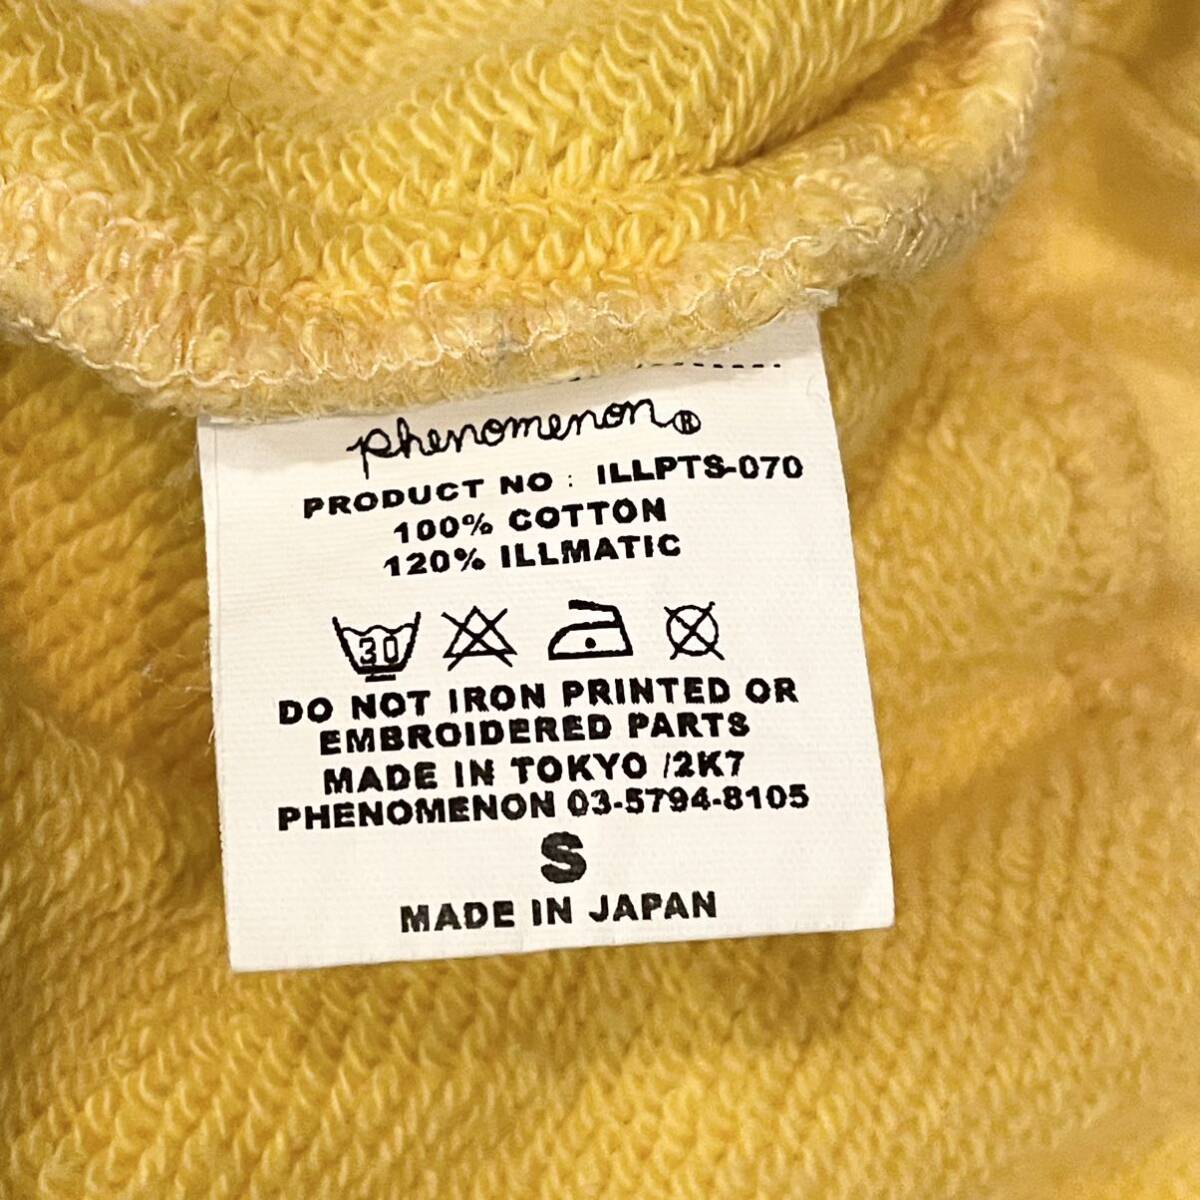 phenomenon®
PRODUCT NO : ILLPTS-070
100% COTTON
120% ILLMATIC
30
DO NOT IRON PRINTED OR
EMBROIDERED PARTS
MADE IN TOKYO /2K7
PHENOMENON 03-5794-8105
S
MADE IN JAPAN